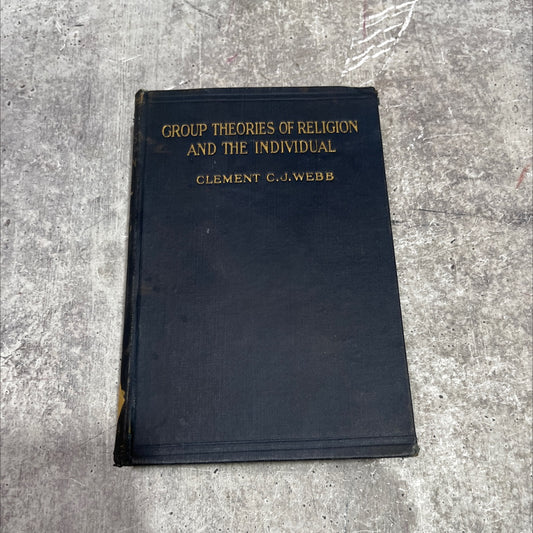 GROUP THEORIES OF RELIGION
AND THE INDIVIDUAL
CLEMENT C.J. WEBB